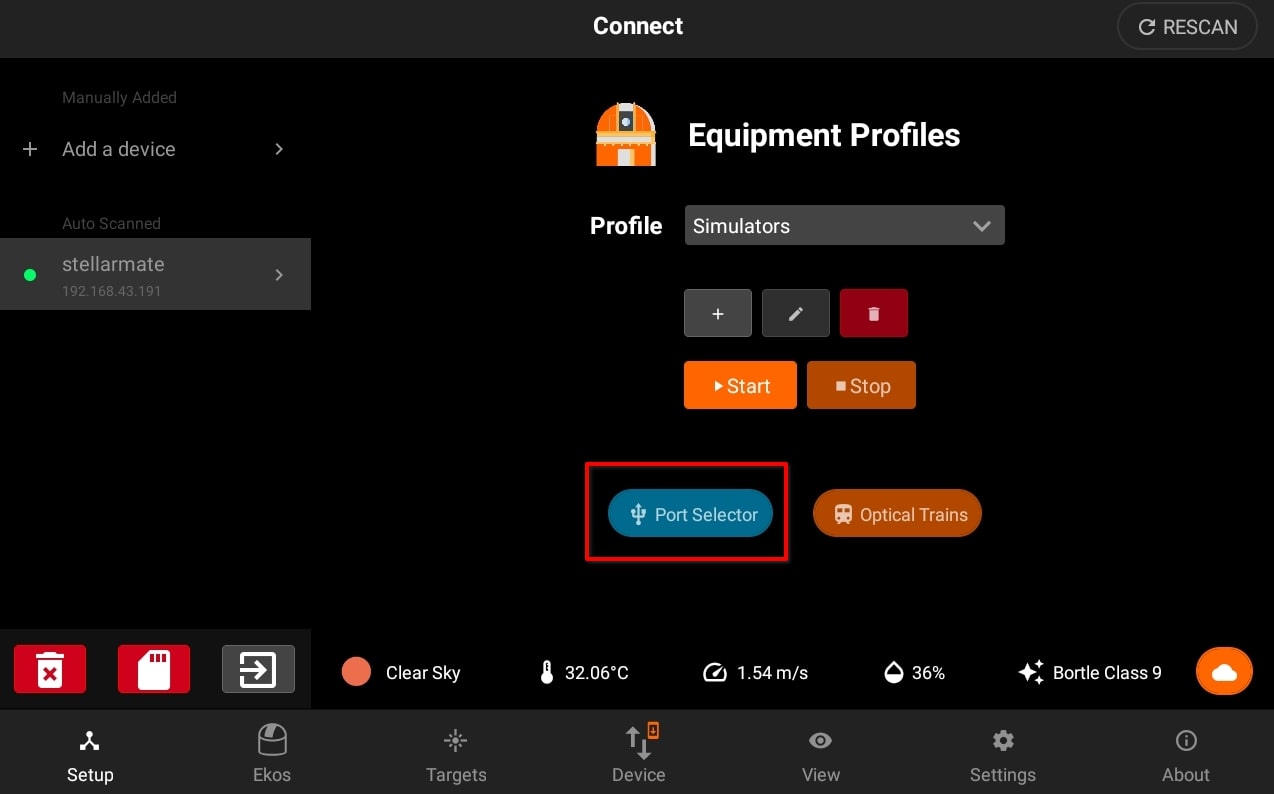 Connect
RESCAN
Manually Added
Add a device
Auto Scanned
stellarmate
192.168.43.191
Equipment Profiles
Profile
Simulators
Start
Stop
Port Selector
Optical Trains
Clear Sky
32.06°C
1.54 m/s
36%
Bortle Class 9
Setup
Ekos
Targets
Device
View
Settings
About